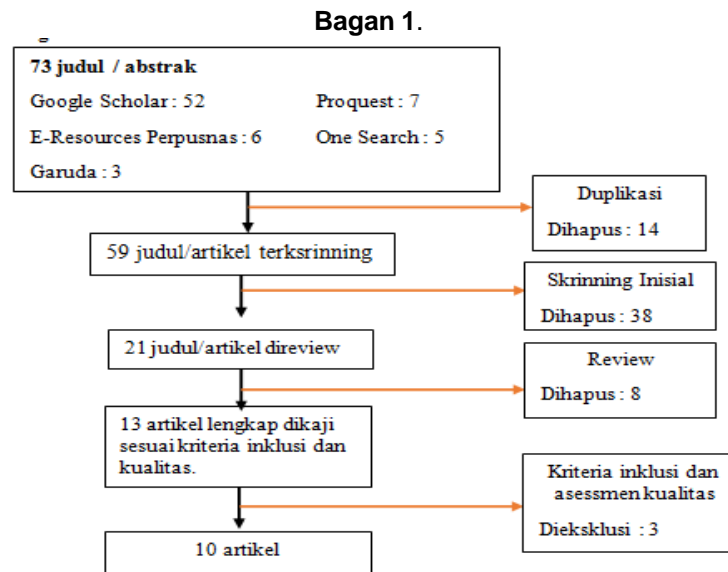 Bagan 1.
73 judul / abstrak
Google Scholar : 52
Proquest : 7
E-Resources Perpusnas : 6
One Search : 5
Garuda : 3
Duplikasi
Dihapus : 14
59 judul/artikel terksrinning
Skrinning Inisial
Dihapus : 38
21 judul/artikel direview
Review
Dihapus : 8
13 artikel lengkap dikaji
sesuai kriteria inklusi dan
kualitas.
Kriteria inklusi dan
asessmen kualitas
Dieksklusi : 3
10 artikel